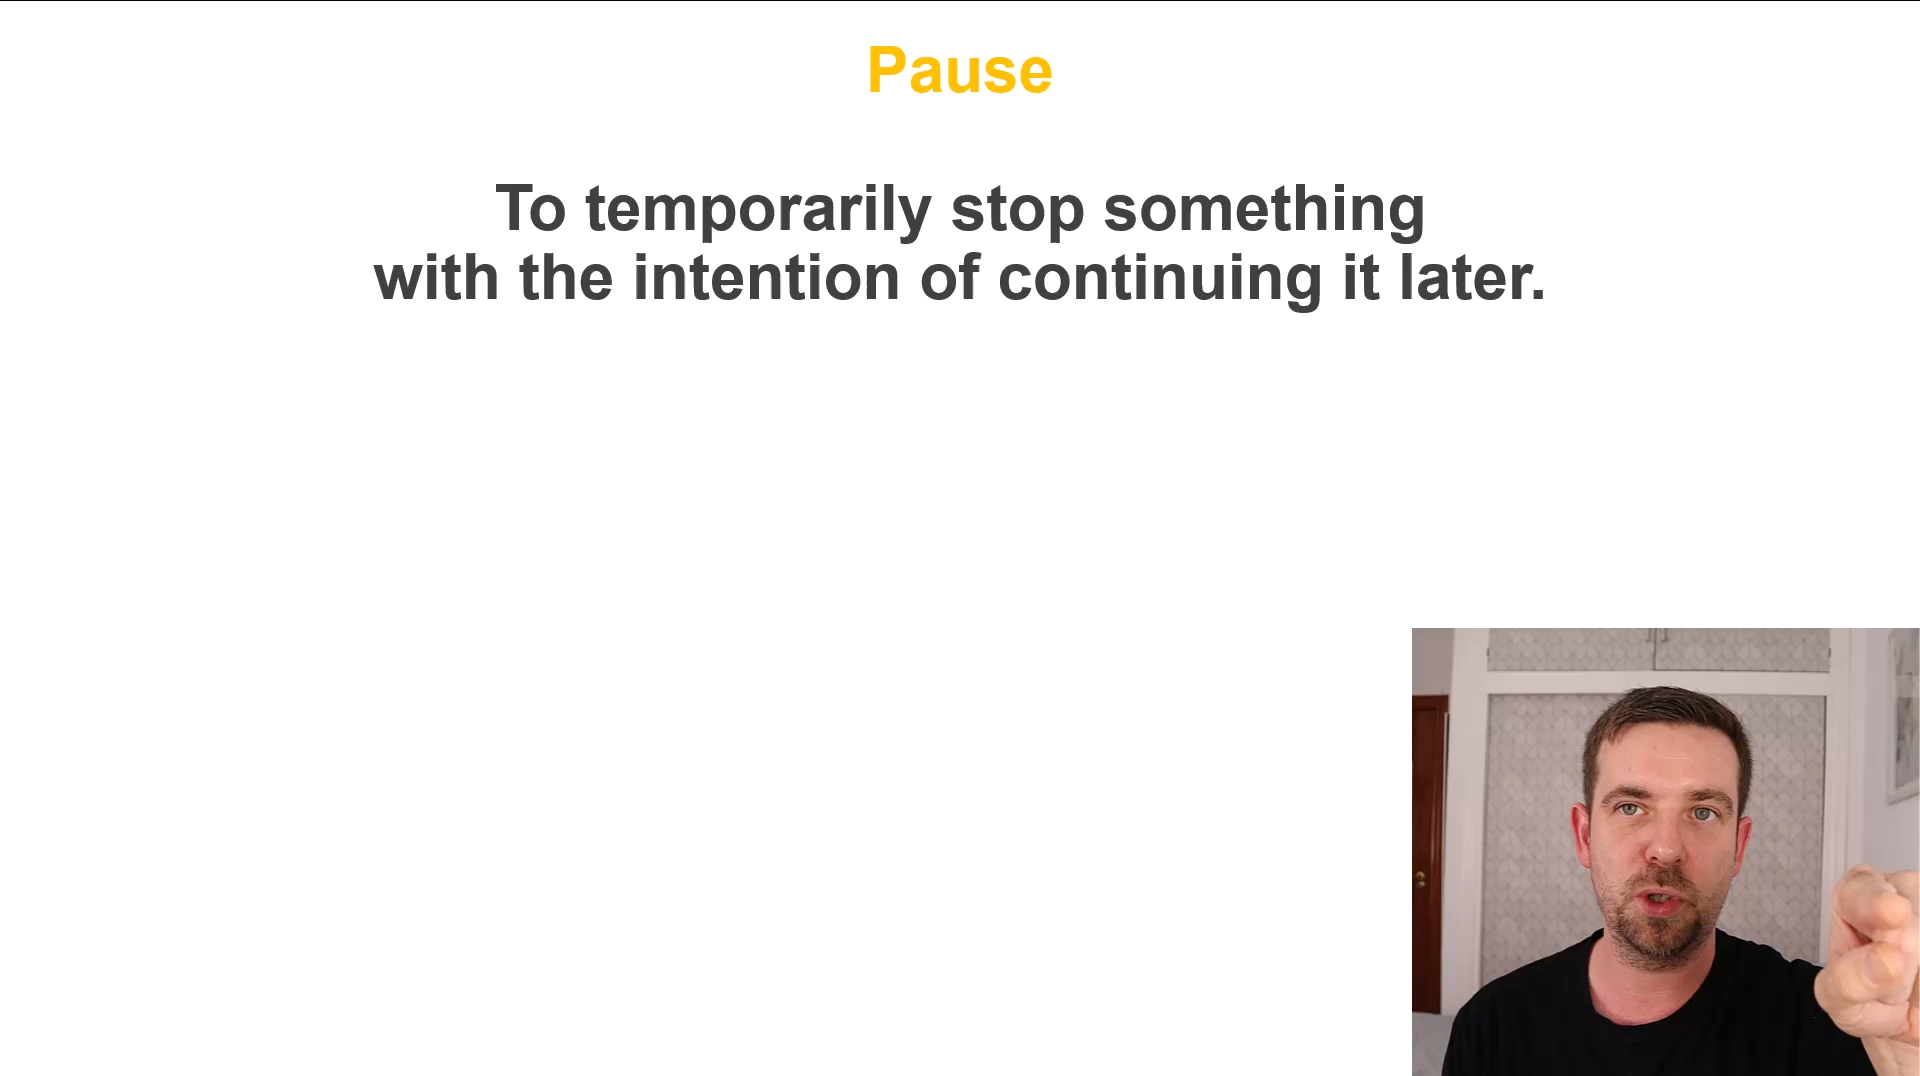 Pause
To temporarily stop something
with the intention of continuing it later.